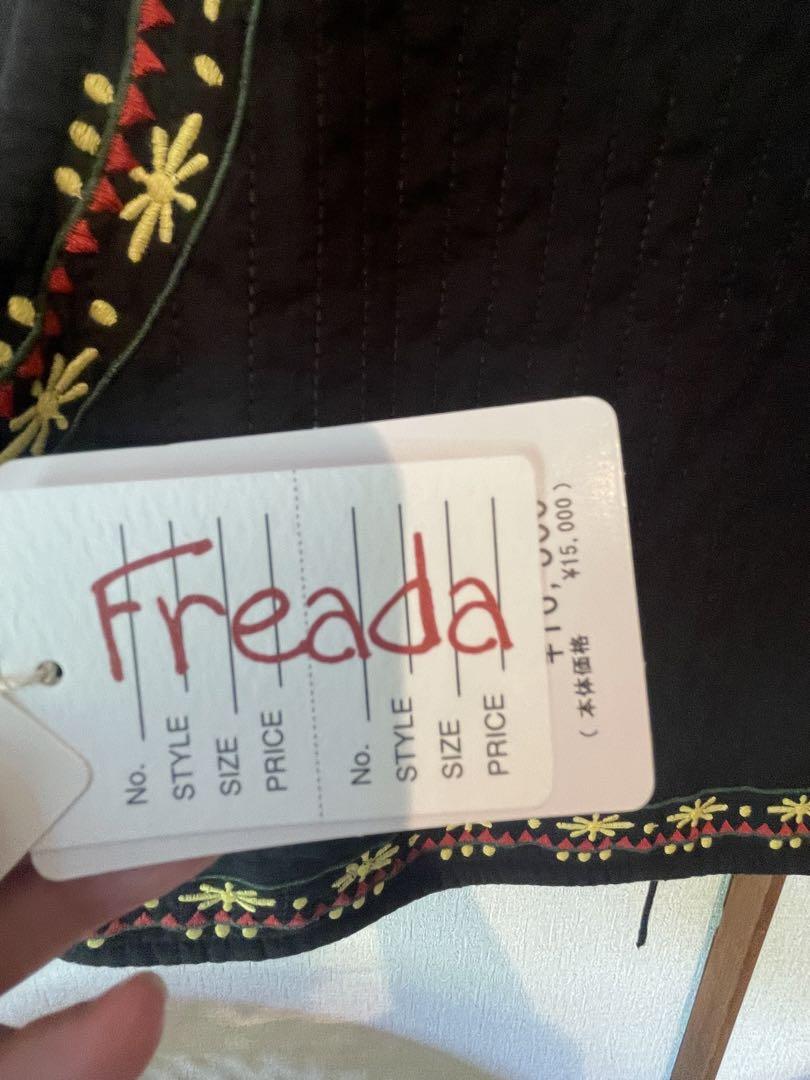 Freada
No.
STYLE
SIZE
PRICE
No.
STYLE
SIZE
PRICE
( 本体価格 ¥15,000 )